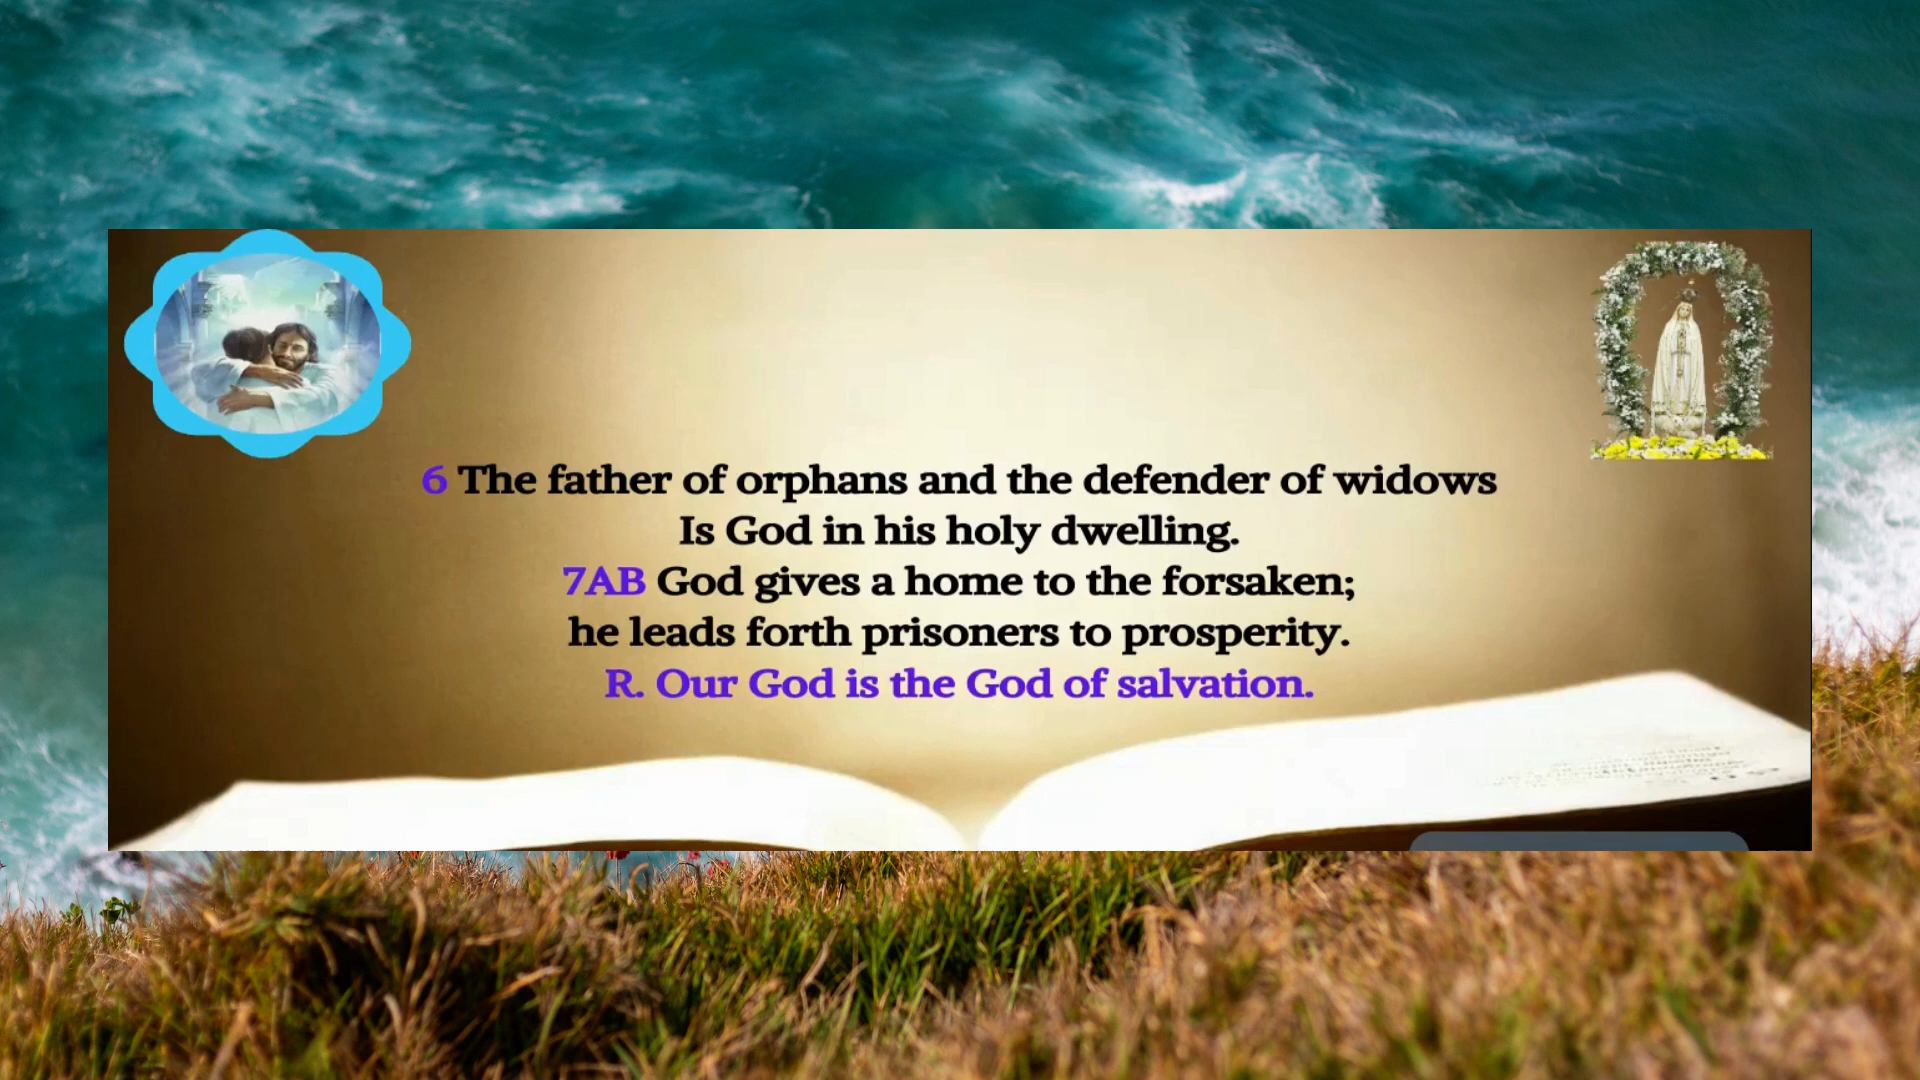 6 The father of orphans and the defender of widows
Is God in his holy dwelling.
7AB God gives a home to the forsaken;
he leads forth prisoners to prosperity.
R. Our God is the God of salvation.